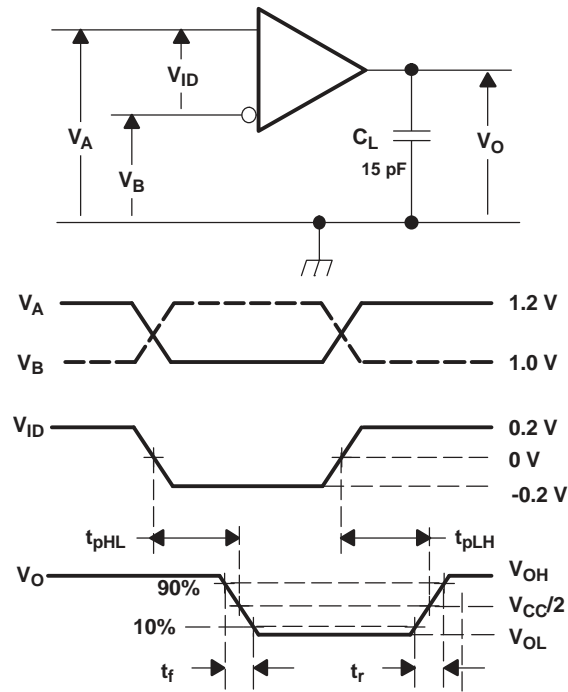 V_ID
V_A
V_B
C_L
15 pF
V_O
V_A
1.2 V
V_B
1.0 V
V_ID
0.2 V
0 V
-0.2 V
t_pHL
t_pLH
V_O
V_OH
90%
V_CC/2
10%
V_OL
t_f
t_r